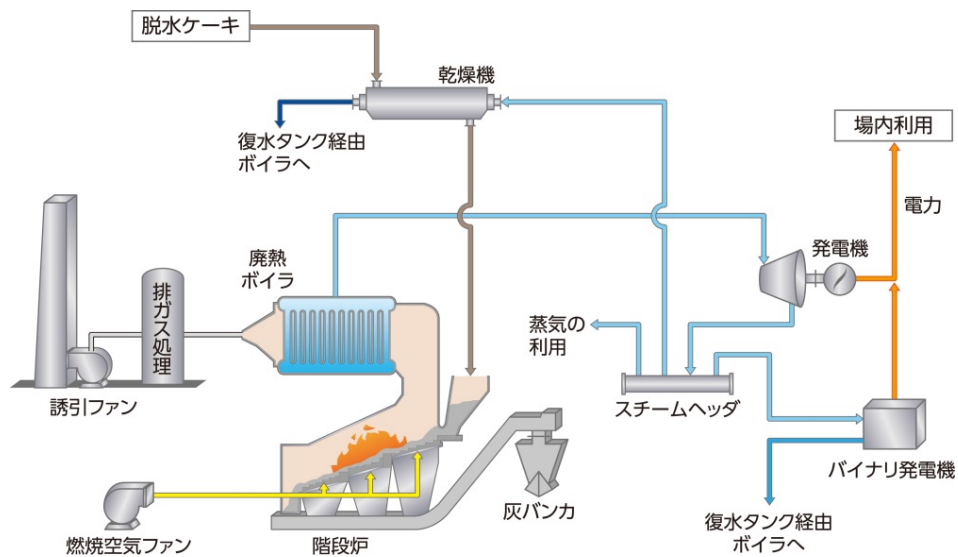 脱水ケーキ
乾燥機
復水タンク経由
ボイラへ
場内利用
電力
発電機
廃熱
ボイラ
排ガス処理
蒸気の
利用
スチームヘッダ
誘引ファン
バイナリ発電機
灰バンカ
復水タンク経由
ボイラへ
燃焼空気ファン
階段炉